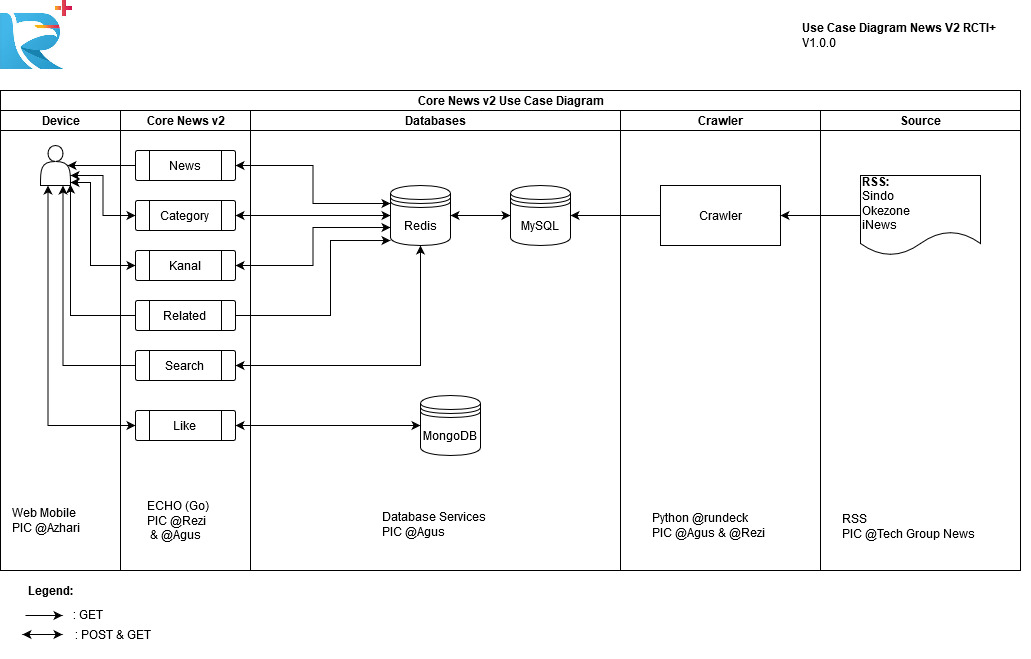 Use Case Diagram News V2 RCTI+
V1.0.0
Core News v2 Use Case Diagram
Device
Core News v2
Databases
Crawler
Source
News
Category
Kanal
Related
Search
Like
Redis
MySQL
MongoDB
Crawler
RSS:
Sindo
Okezone
iNews
Web Mobile
PIC @Azhari
ECHO (Go)
PIC @Rezi
& @Agus
Database Services
PIC @Agus
Python @rundeck
PIC @Agus & @Rezi
RSS
PIC @Tech Group News
Legend:
: GET
: POST & GET